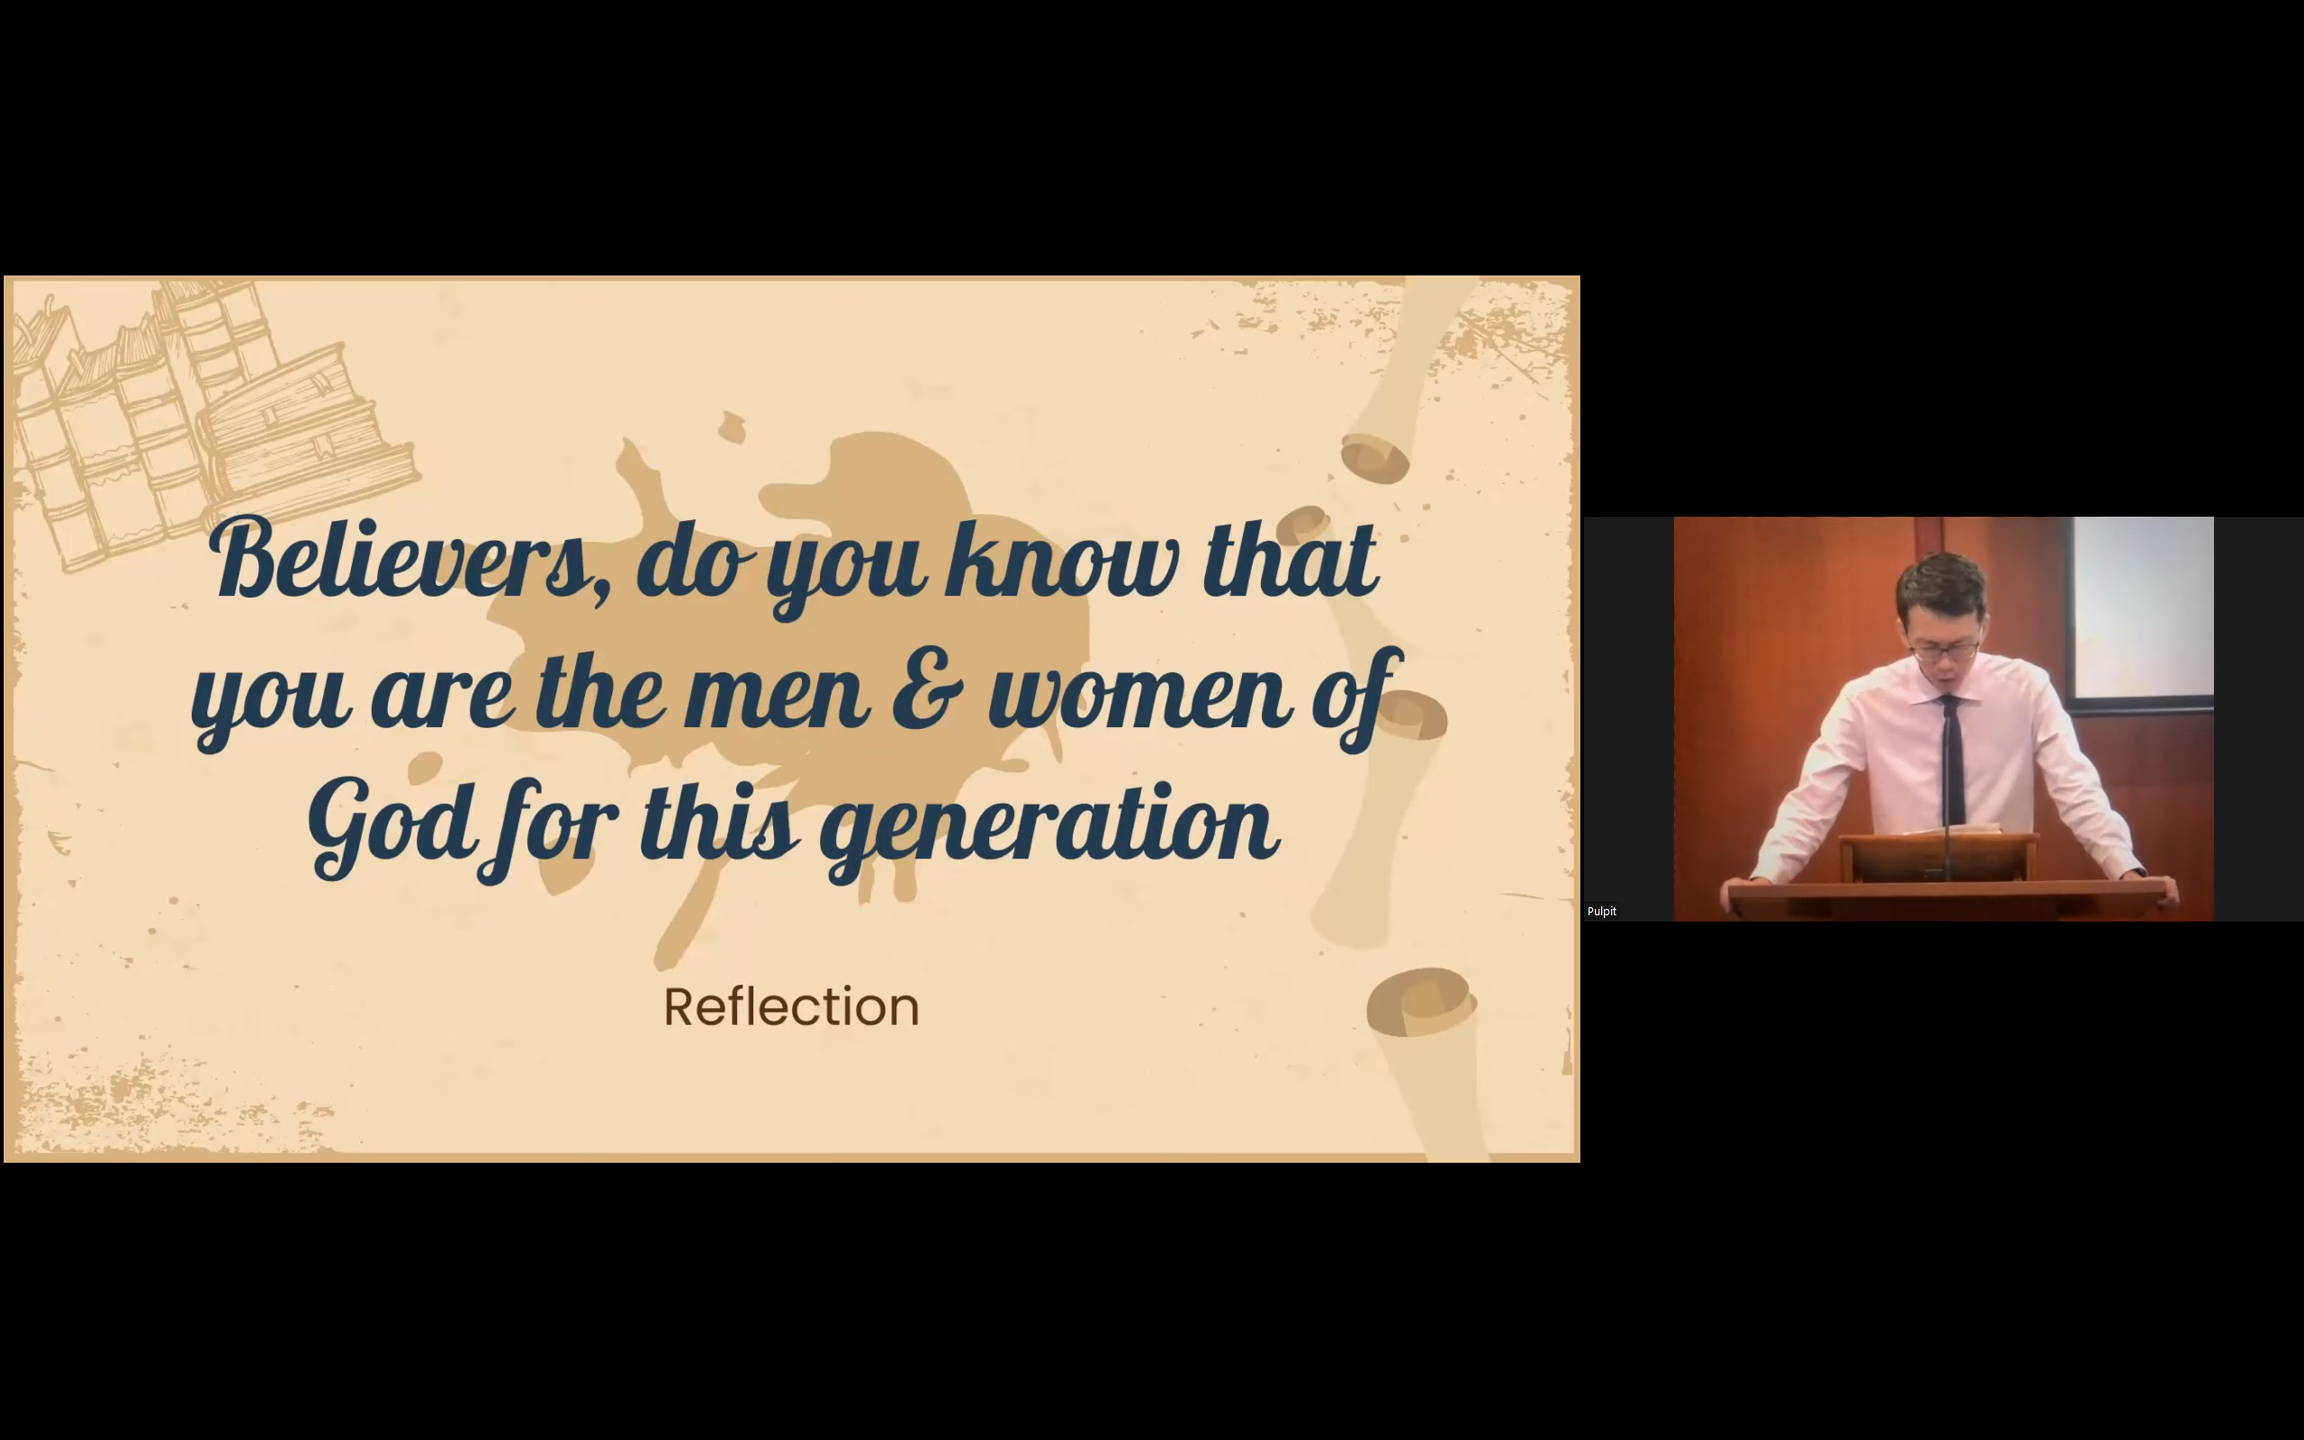 Believers, do you know that
you are the men & women of
God for this generation
Reflection
Pulpit